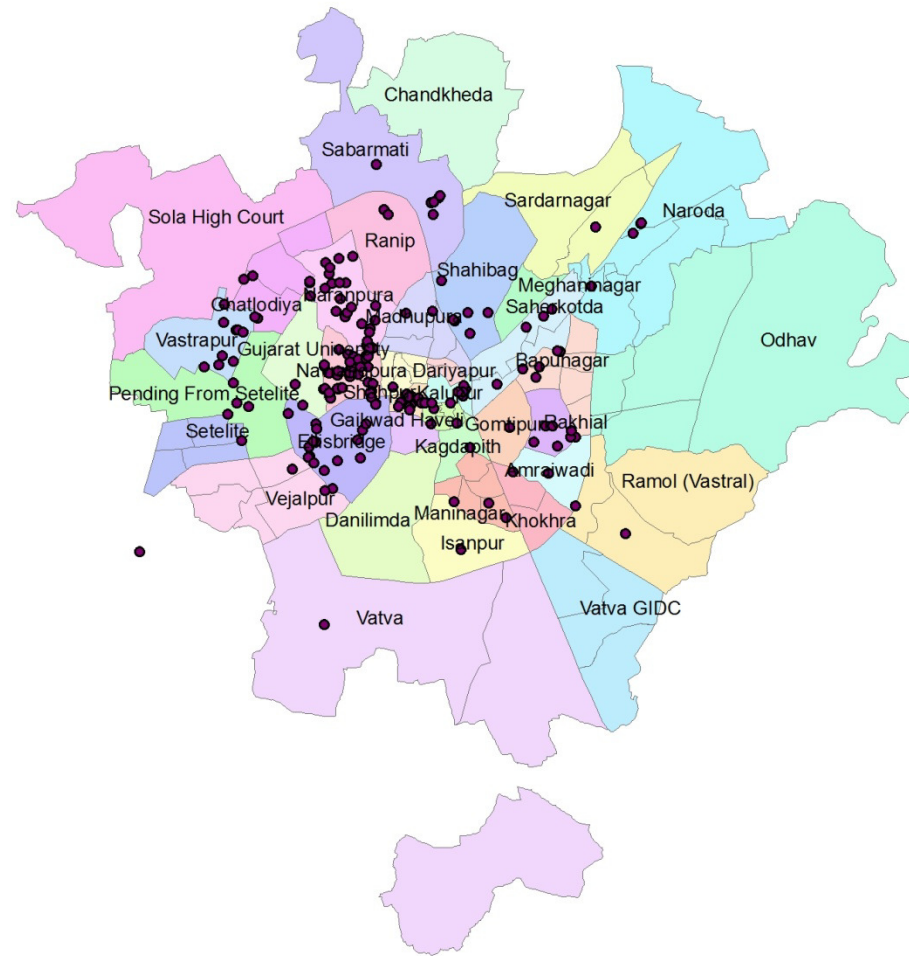 Chandkheda
Sabarmati
Sola High Court
Sardarnagar
Naroda
Ranip
Shahibag
Meghaninagar
Naranpura
Ghatlodiya
Saherkotda
Madhupura
Odhav
Vastrapur
Gujarat University
Bapunagar
Navrangpura
Dariyapur
Pending From Setelite
Shahpur
Kalupur
Gaikwad Haveli
Gomtipur
Rakhial
Setelite
Ellisbridge
Kagdapith
Amraiwadi
Ramol (Vastral)
Vejalpur
Maninagar
Danilimda
Khokhra
Isanpur
Vatva GIDC
Vatva